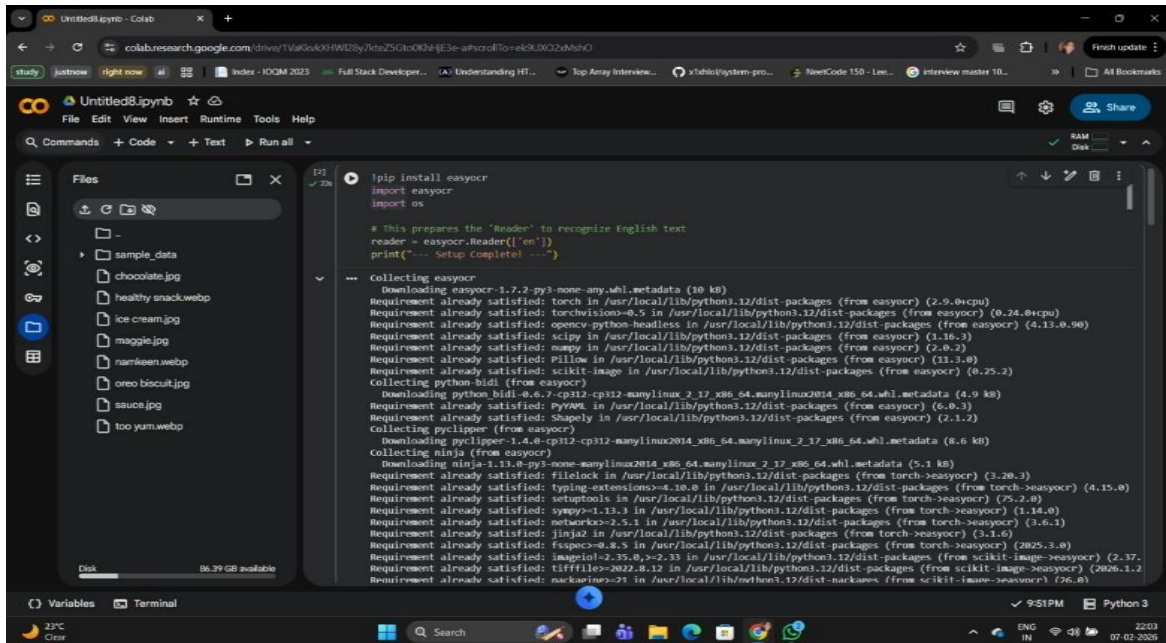 Untitled8.ipynb - Colab
colab.research.google.com/drive/
Finish update
study
justnow
right now
ai
Index - IOQM 2023
Full Stack Developer...
Understanding HT...
Top Array Interview...
NeetCode 150 - Lee...
interview master 10...
All Bookmarks
Untitled8.ipynb
File Edit View Insert Runtime Tools Help
Share
Commands + Code + Text Run all
RAM
Disk
Files
-
sample_data
chocolate.jpg
healthy snack.webp
ice cream.jpg
maggie.jpg
namkeen.webp
oreo biscuit.jpg
sauce.jpg
too yum.webp
Disk 86.39 GB available
[2]
22s
!pip install easyocr
import easyocr
import os
# This prepares the 'Reader' to recognize English text
reader = easyocr.Reader(['en'])
print("--- Setup Complete! ---")
Collecting easyocr
Downloading easyocr-1.7.2-py3-none-any.whl.metadata (10 kB)
Requirement already satisfied: torch in /usr/local/lib/python3.12/dist-packages (from easyocr) (2.9.0+cpu)
Requirement already satisfied: torchvision>=0.5 in /usr/local/lib/python3.12/dist-packages (from easyocr) (0.24.0+cpu)
Requirement already satisfied: opencv-python-headless in /usr/local/lib/python3.12/dist-packages (from easyocr) (4.13.0.90)
Requirement already satisfied: scipy in /usr/local/lib/python3.12/dist-packages (from easyocr) (1.16.3)
Requirement already satisfied: numpy in /usr/local/lib/python3.12/dist-packages (from easyocr) (2.0.2)
Requirement already satisfied: Pillow in /usr/local/lib/python3.12/dist-packages (from easyocr) (11.3.0)
Requirement already satisfied: scikit-image in /usr/local/lib/python3.12/dist-packages (from easyocr) (0.25.2)
Collecting python-bidi (from easyocr)
Downloading python_bidi-0.6.7-cp312-cp312-manylinux_2_17_x86_64.manylinux2014_x86_64.whl.metadata (4.9 kB)
Requirement already satisfied: PyYAML in /usr/local/lib/python3.12/dist-packages (from easyocr) (6.0.3)
Requirement already satisfied: Shapely in /usr/local/lib/python3.12/dist-packages (from easyocr) (2.1.2)
Collecting pyclipper (from easyocr)
Downloading pyclipper-1.4.0-cp312-cp312-manylinux2014_x86_64.manylinux_2_17_x86_64.whl.metadata (8.6 kB)
Collecting ninja (from easyocr)
Downloading ninja-1.13.0-py3-none-manylinux2014_x86_64.manylinux_2_17_x86_64.whl.metadata (5.1 kB)
Requirement already satisfied: filelock in /usr/local/lib/python3.12/dist-packages (from torch->easyocr) (3.20.3)
Requirement already satisfied: typing-extensions>=4.10.0 in /usr/local/lib/python3.12/dist-packages (from torch->easyocr) (4.15.0)
Requirement already satisfied: setuptools in /usr/local/lib/python3.12/dist-packages (from torch->easyocr) (75.2.0)
Requirement already satisfied: sympy>=1.13.3 in /usr/local/lib/python3.12/dist-packages (from torch->easyocr) (1.14.0)
Requirement already satisfied: networkx>=2.5.1 in /usr/local/lib/python3.12/dist-packages (from torch->easyocr) (3.6.1)
Requirement already satisfied: jinja2 in /usr/local/lib/python3.12/dist-packages (from torch->easyocr) (3.1.6)
Requirement already satisfied: fsspec>=0.8.5 in /usr/local/lib/python3.12/dist-packages (from torch->easyocr) (2025.3.0)
Requirement already satisfied: imageio!=2.35.0,>=2.33 in /usr/local/lib/python3.12/dist-packages (from scikit-image->easyocr) (2.37.
Requirement already satisfied: tifffile>=2022.8.12 in /usr/local/lib/python3.12/dist-packages (from scikit-image->easyocr) (2026.1.2
Requirement already satisfied: packaging>=21 in /usr/local/lib/python3.12/dist-packages (from scikit-image->easyocr) (26.0)
Variables Terminal
9:51PM Python 3
23°C
Clear
Search
ENG
IN
22:03
07-02-2026